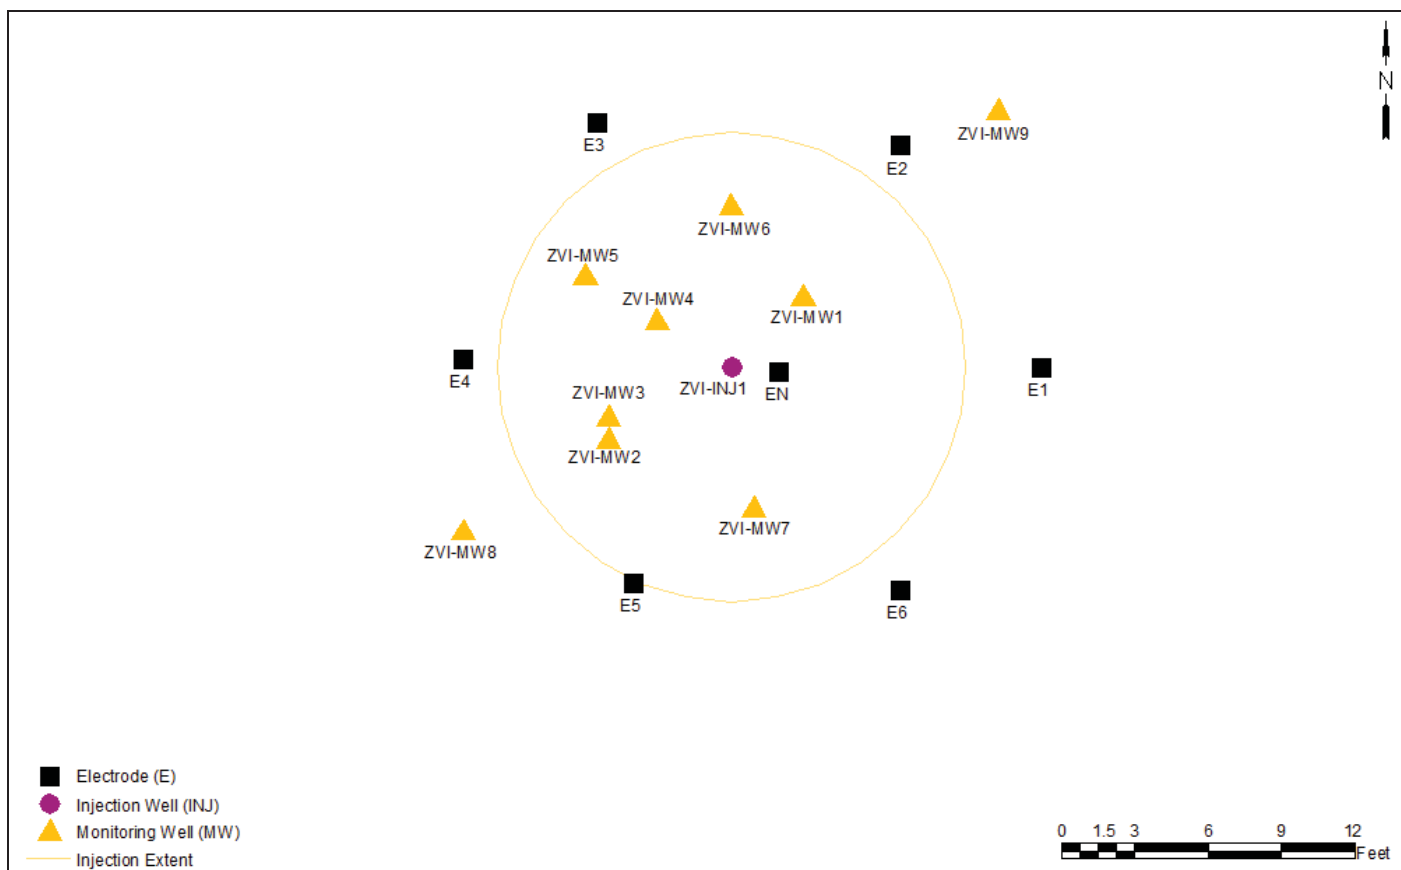 N
ZVI-MW9
E3
E2
ZVI-MW6
ZVI-MW5
ZVI-MW4
ZVI-MW1
E4
ZVI-INJ1
EN
E1
ZVI-MW3
ZVI-MW2
ZVI-MW7
ZVI-MW8
E5
E6
Electrode (E)
Injection Well (INJ)
Monitoring Well (MW)
Injection Extent
0 1.5 3 6 9 12
Feet